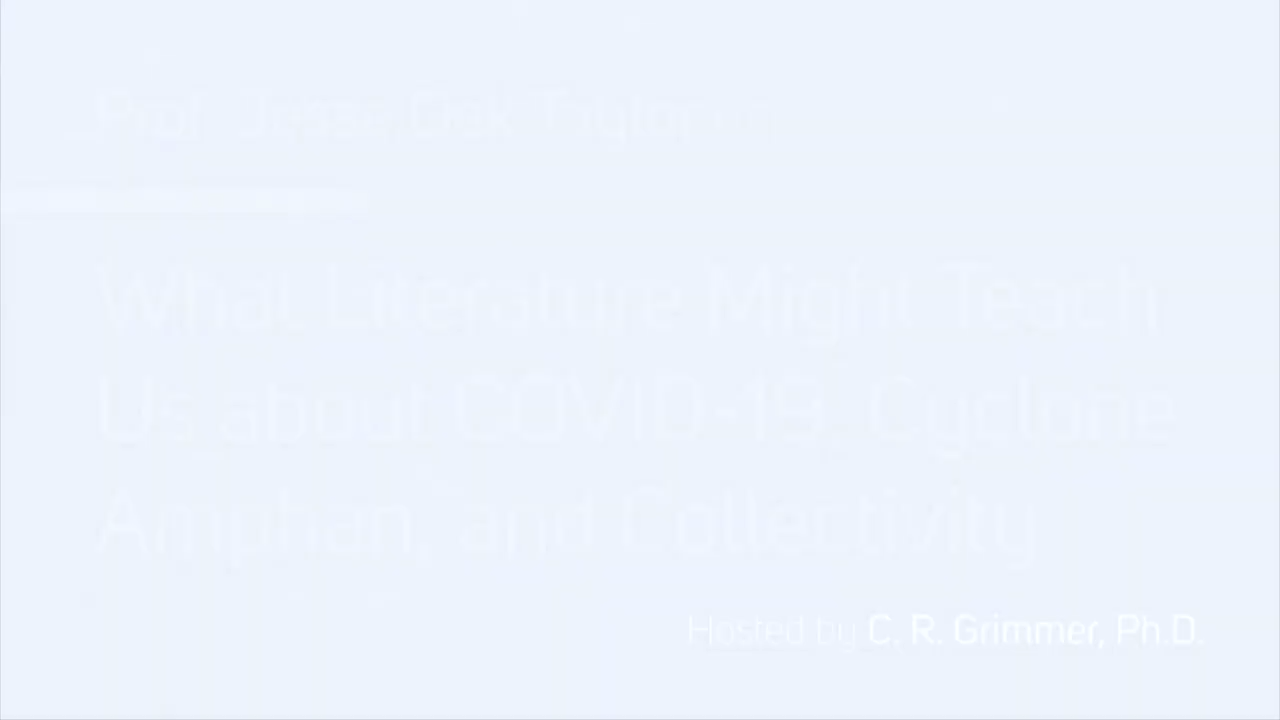 Prof. Jesse Oak Taylor on
What Literature Might Teach
Us about COVID-19, Cyclone
Amphan, and Collectivity
Hosted by C. R. Grimmer, Ph.D.